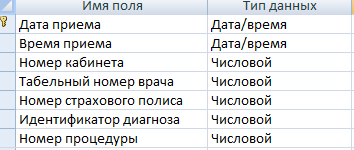 Имя поля Тип данных
Дата приема Дата/время
Время приема Дата/время
Номер кабинета Числовой
Табельный номер врача Числовой
Номер страхового полиса Числовой
Идентификатор диагноза Числовой
Номер процедуры Числовой